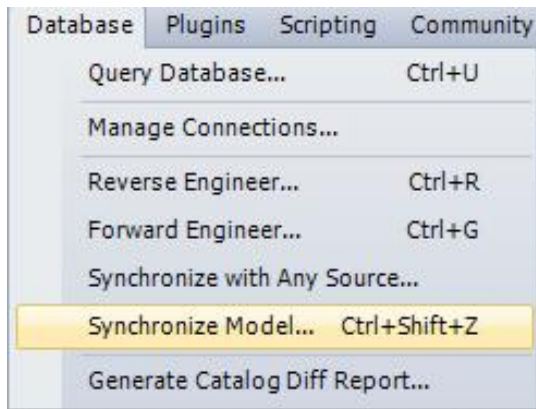 Database Plugins Scripting Community
Query Database... Ctrl+U
Manage Connections...
Reverse Engineer... Ctrl+R
Forward Engineer... Ctrl+G
Synchronize with Any Source...
Synchronize Model... Ctrl+Shift+Z
Generate Catalog Diff Report...